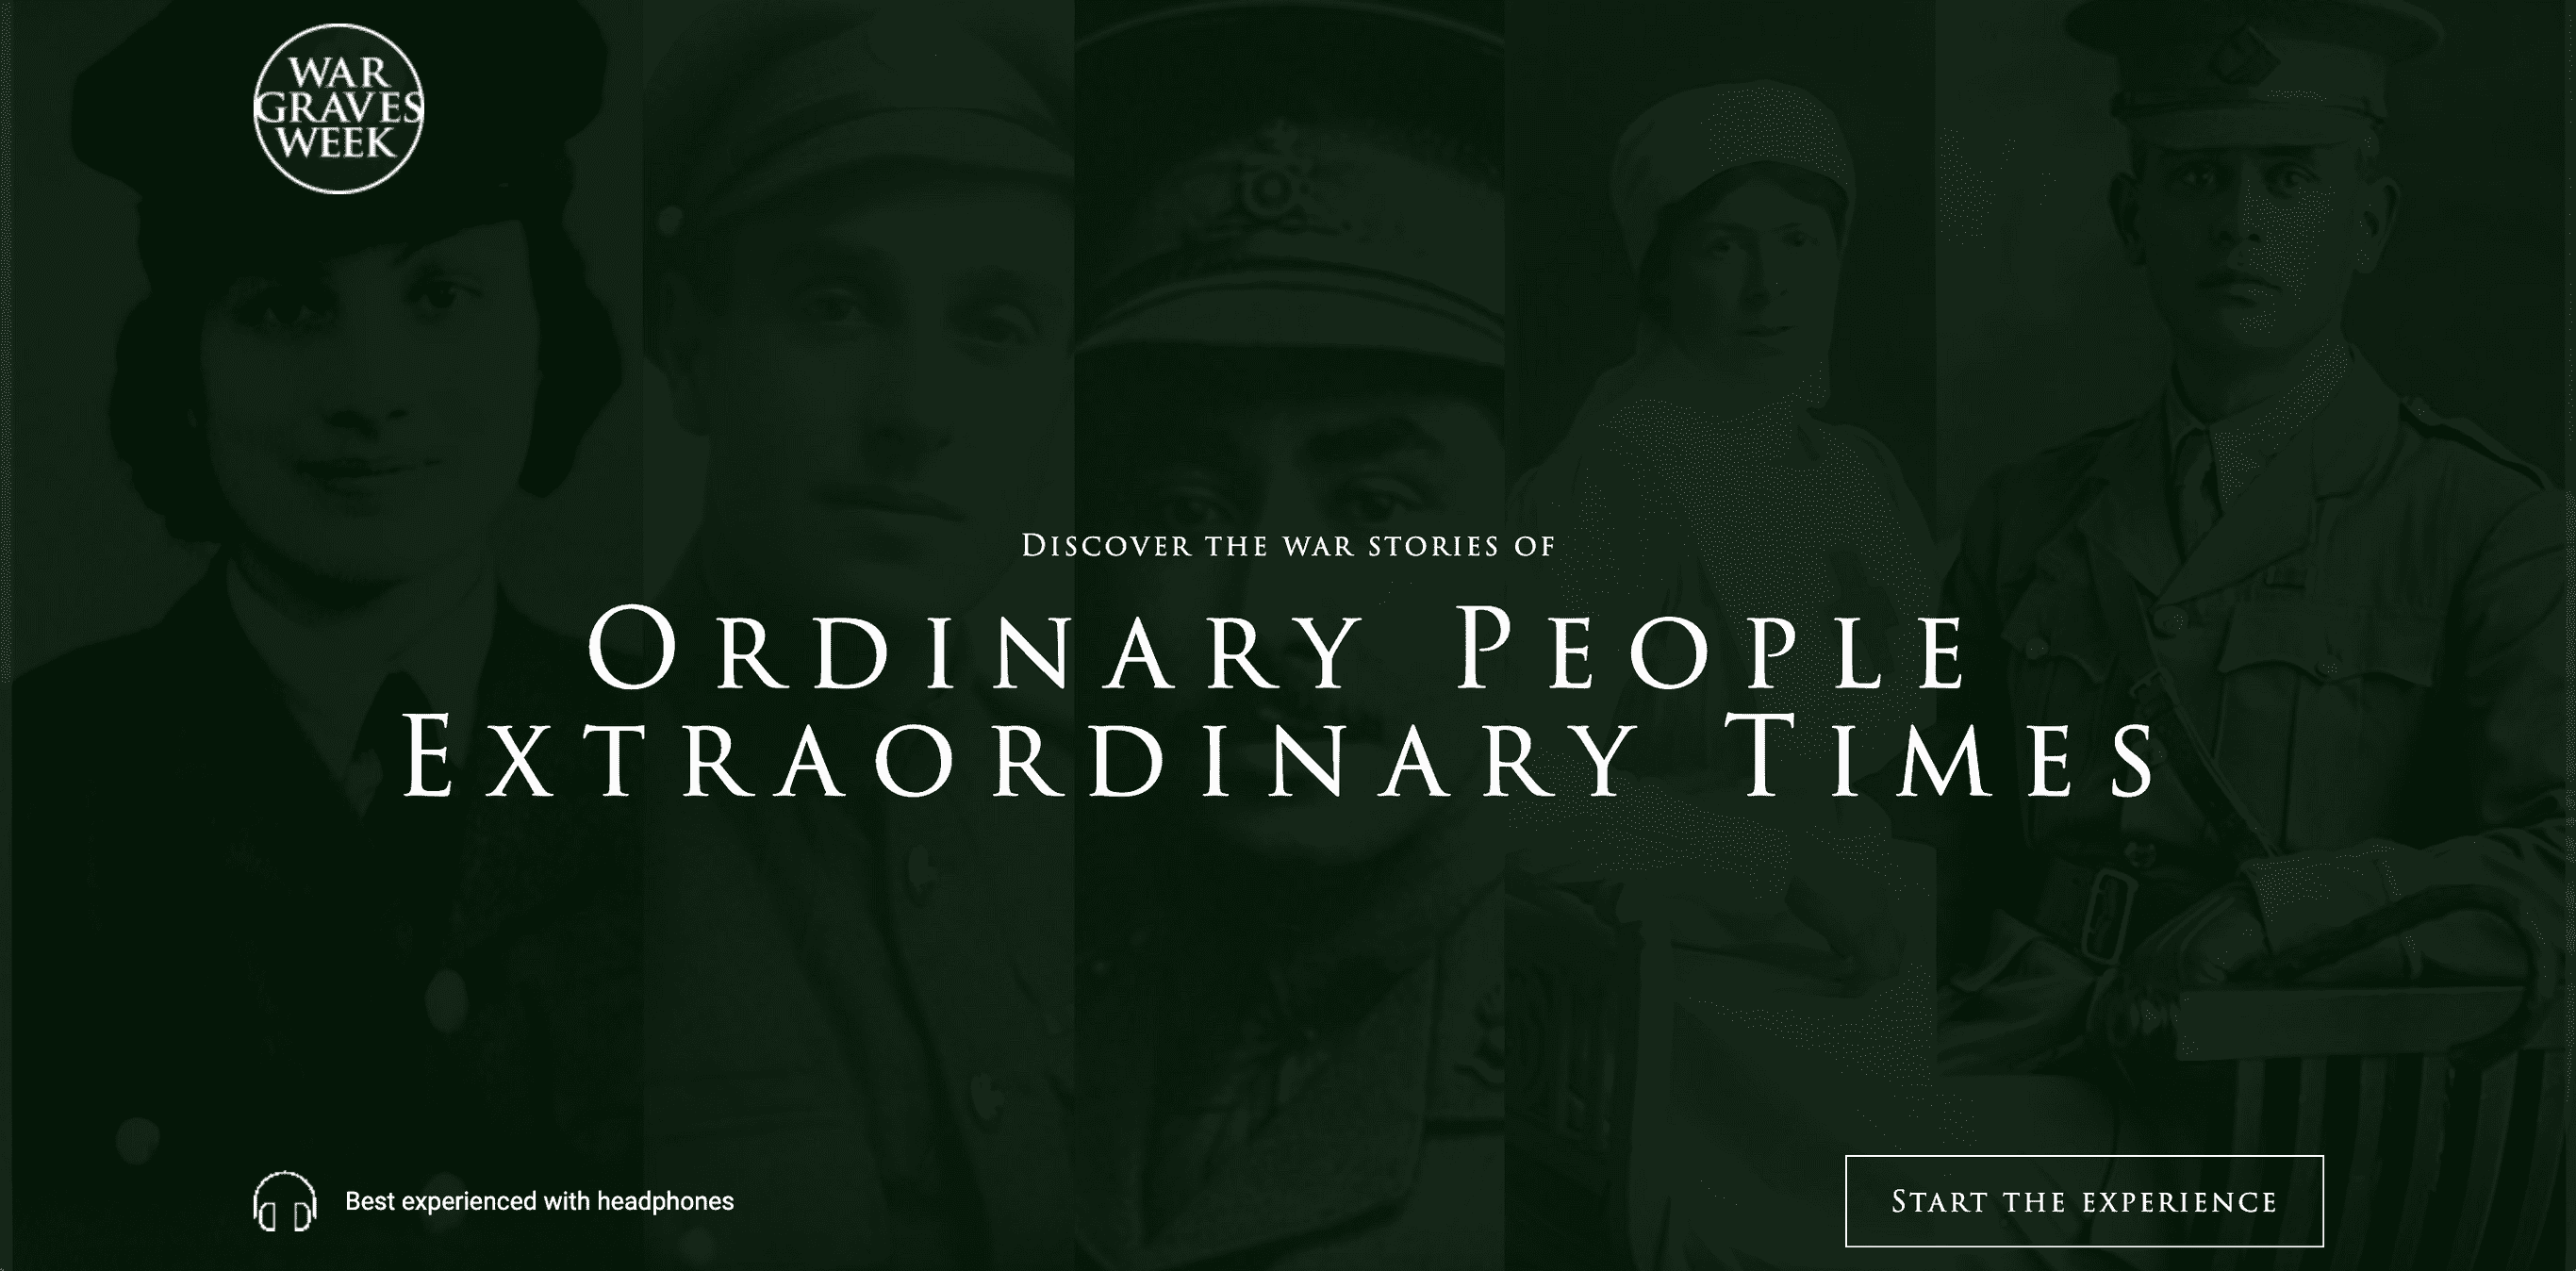 WAR
GRAVES
WEEK
DISCOVER THE WAR STORIES OF
ORDINARY PEOPLE
EXTRAORDINARY TIMES
Best experienced with headphones
START THE EXPERIENCE